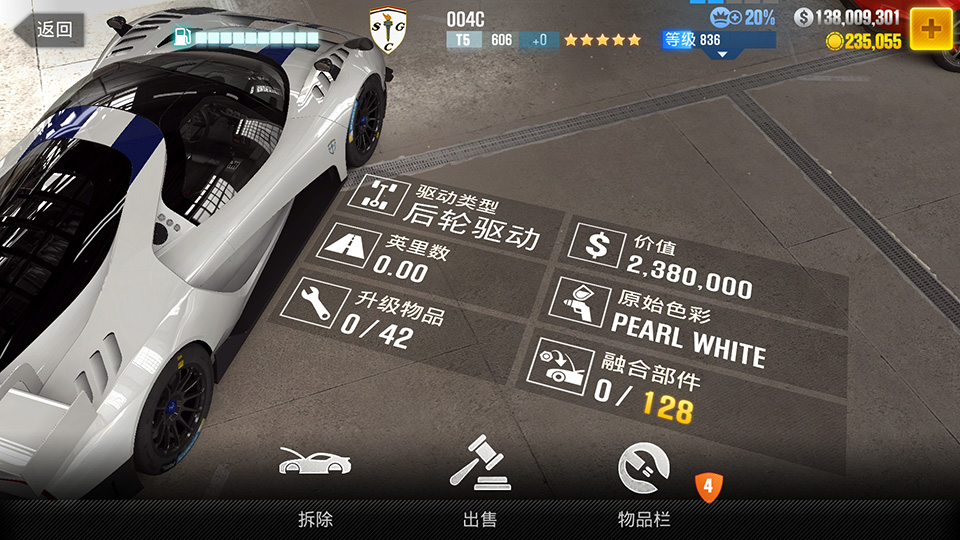 返回
S G C
004C
T5 606 +0
等级 836
20%
138,009,301
235,055
驱动类型
后轮驱动
英里数
0.00
升级物品
0/42
价值
2,380,000
原始色彩
PEARL WHITE
融合部件
0/128
拆除
出售
物品栏
4